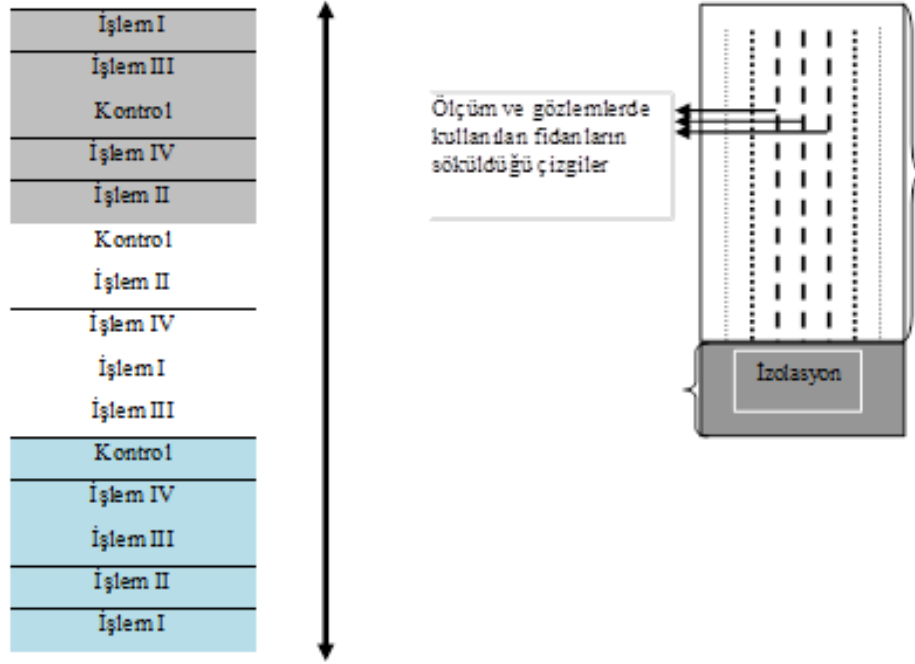 İşlem I
İşlem III
Kontrol
İşlem IV
İşlem II
Kontrol
İşlem II
İşlem IV
İşlem I
İşlem III
Kontrol
İşlem IV
İşlem III
İşlem II
İşlem I
Ölçüm ve gözlemlerde
kullanılan fidanların
söküldüğü çizgiler
İzolasyon